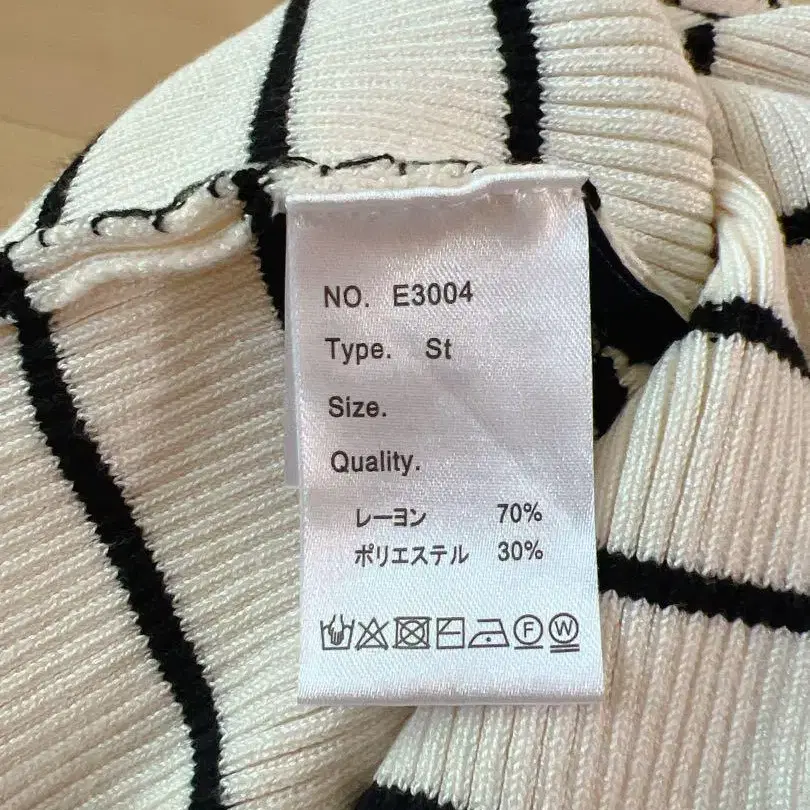 NO. E3004
Type. St
Size.
Quality.
レーヨン 70%
ポリエステル 30%
F W